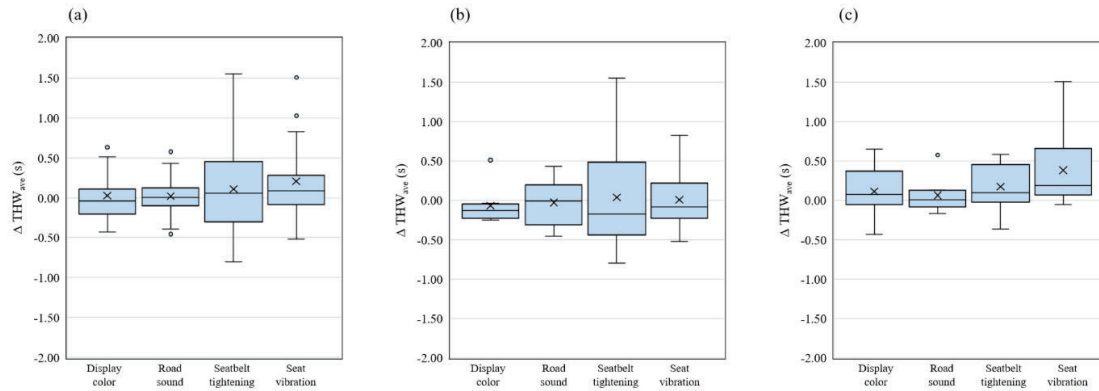 (a)
2.00
1.50
1.00
0.50
0.00
-0.50
-1.00
-1.50
-2.00
Δ THWave (s)
Display color
Road sound
Seatbelt tightening
Seat vibration
(b)
2.00
1.50
1.00
0.50
0.00
-0.50
-1.00
-1.50
-2.00
Δ THWave (s)
Display color
Road sound
Seatbelt tightening
Seat vibration
(c)
2.00
1.50
1.00
0.50
0.00
-0.50
-1.00
-1.50
-2.00
Δ THWave (s)
Display color
Road sound
Seatbelt tightening
Seat vibration